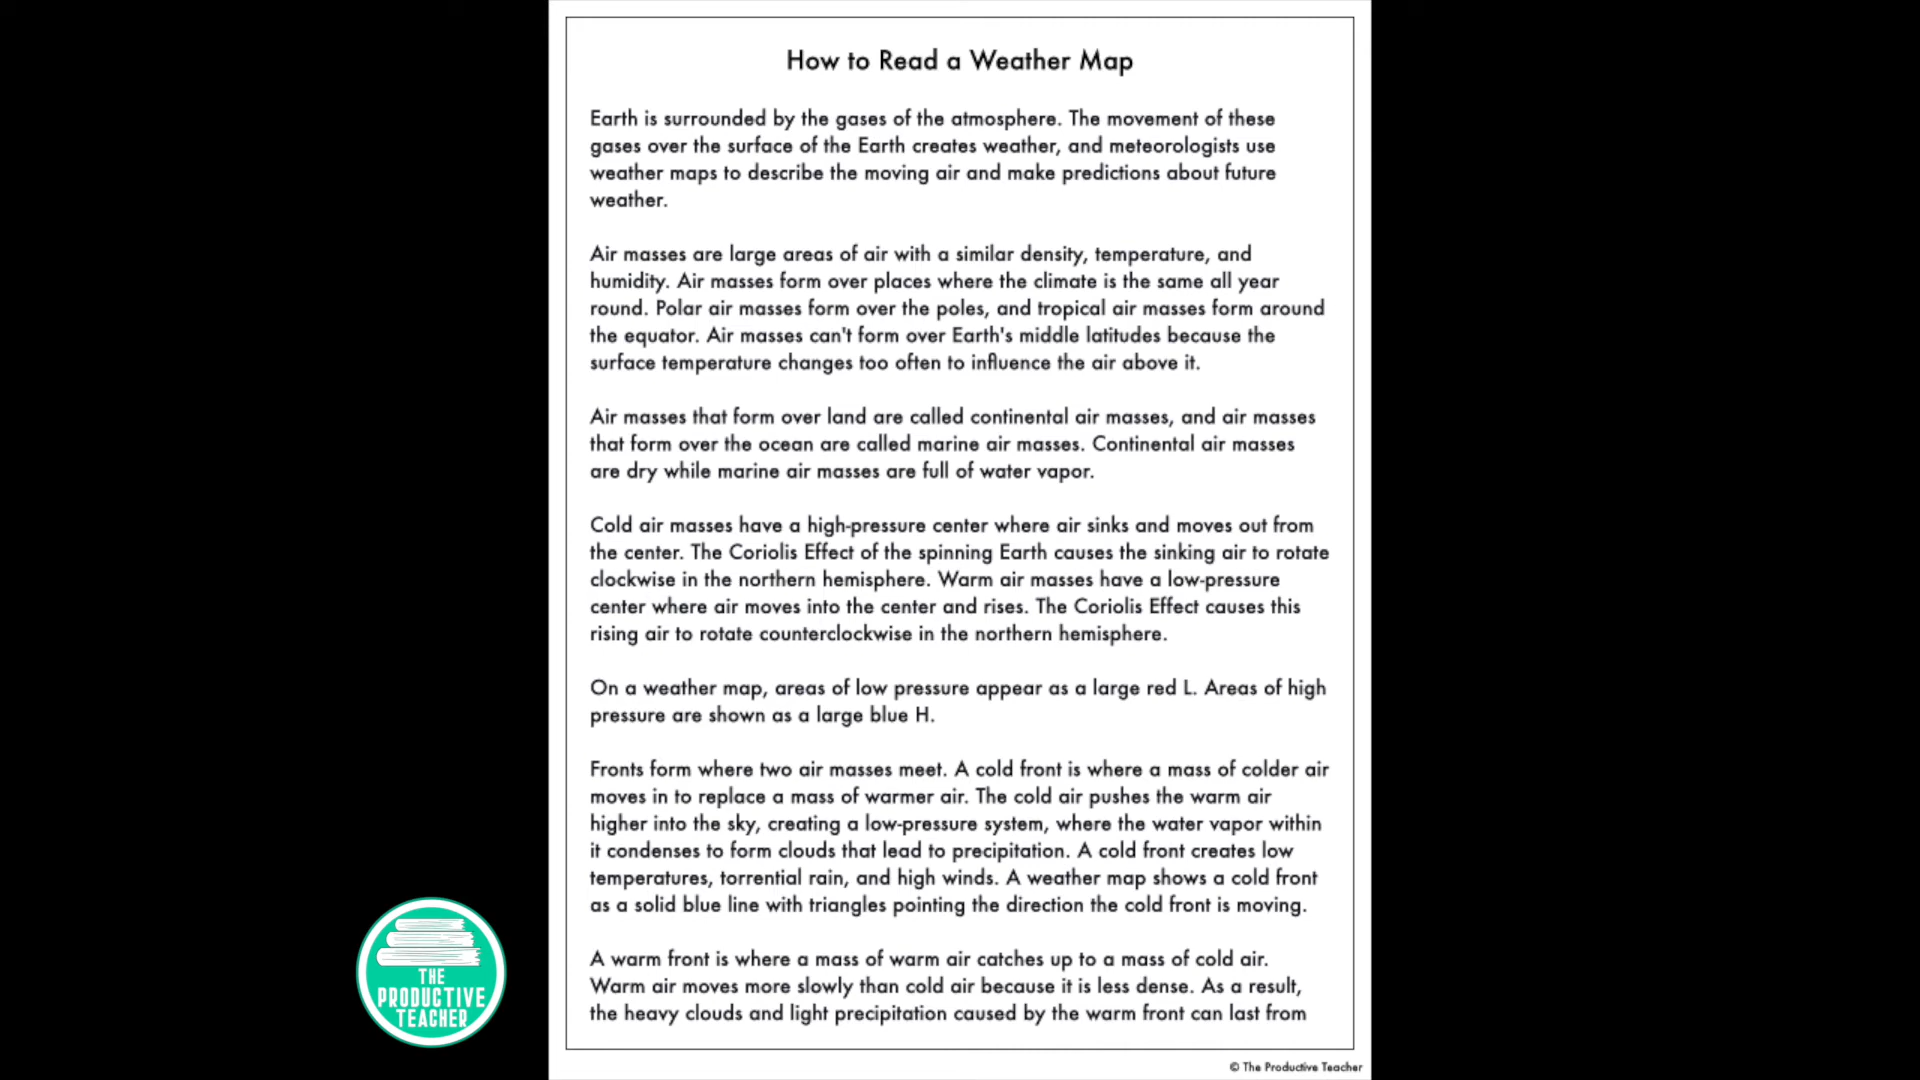 How to Read a Weather Map
Earth is surrounded by the gases of the atmosphere. The movement of these
gases over the surface of the Earth creates weather, and meteorologists use
weather maps to describe the moving air and make predictions about future
weather.
Air masses are large areas of air with a similar density, temperature, and
humidity. Air masses form over places where the climate is the same all year
round. Polar air masses form over the poles, and tropical air masses form around
the equator. Air masses can't form over Earth's middle latitudes because the
surface temperature changes too often to influence the air above it.
Air masses that form over land are called continental air masses, and air masses
that form over the ocean are called marine air masses. Continental air masses
are dry while marine air masses are full of water vapor.
Cold air masses have a high-pressure center where air sinks and moves out from
the center. The Coriolis Effect of the spinning Earth causes the sinking air to rotate
clockwise in the northern hemisphere. Warm air masses have a low-pressure
center where air moves into the center and rises. The Coriolis Effect causes this
rising air to rotate counterclockwise in the northern hemisphere.
On a weather map, areas of low pressure appear as a large red L. Areas of high
pressure are shown as a large blue H.
Fronts form where two air masses meet. A cold front is where a mass of colder air
moves in to replace a mass of warmer air. The cold air pushes the warm air
higher into the sky, creating a low-pressure system, where the water vapor within
it condenses to form clouds that lead to precipitation. A cold front creates low
temperatures, torrential rain, and high winds. A weather map shows a cold front
as a solid blue line with triangles pointing the direction the cold front is moving.
A warm front is where a mass of warm air catches up to a mass of cold air.
Warm air moves more slowly than cold air because it is less dense. As a result,
the heavy clouds and light precipitation caused by the warm front can last from
© The Productive Teacher
THE
PRODUCTIVE
TEACHER